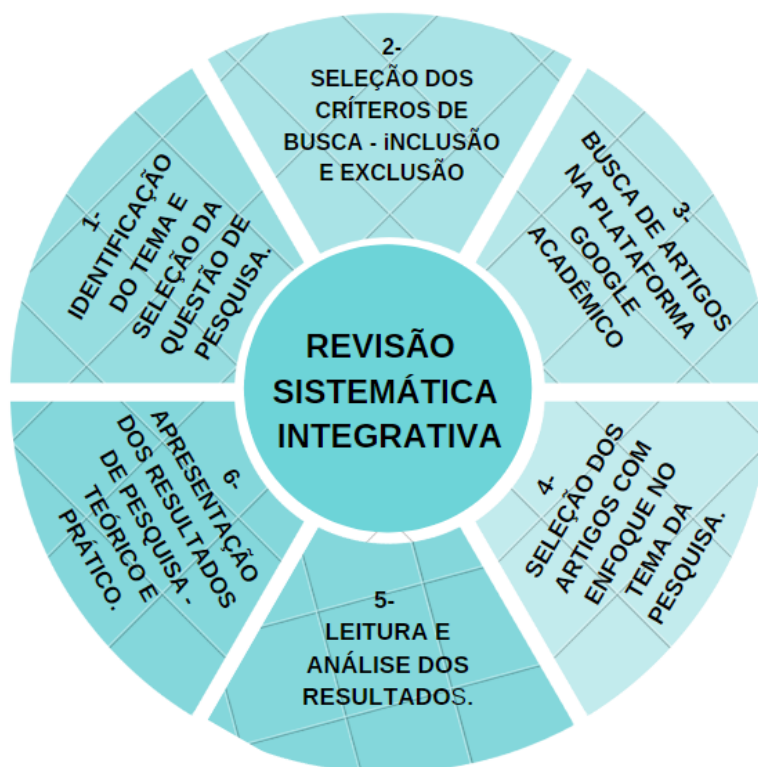 REVISÃO
SISTEMÁTICA
INTEGRATIVA
1-
IDENTIFICAÇÃO
DO TEMA E
SELEÇÃO DA
QUESTÃO DE
PESQUISA.
2-
SELEÇÃO DOS
CRÍTEROS DE
BUSCA - iNCLUSÃO
E EXCLUSÃO
3-
BUSCA DE ARTIGOS
NA PLATAFORMA
GOOGLE
ACADÊMICO
4-
SELEÇÃO DOS
ARTIGOS COM
ENFOQUE NO
TEMA DA
PESQUISA.
5-
LEITURA E
ANÁLISE DOS
RESULTADOS.
6-
APRESENTAÇÃO
DOS RESULTADOS
DE PESQUISA -
TEÓRICO E
PRÁTICO.